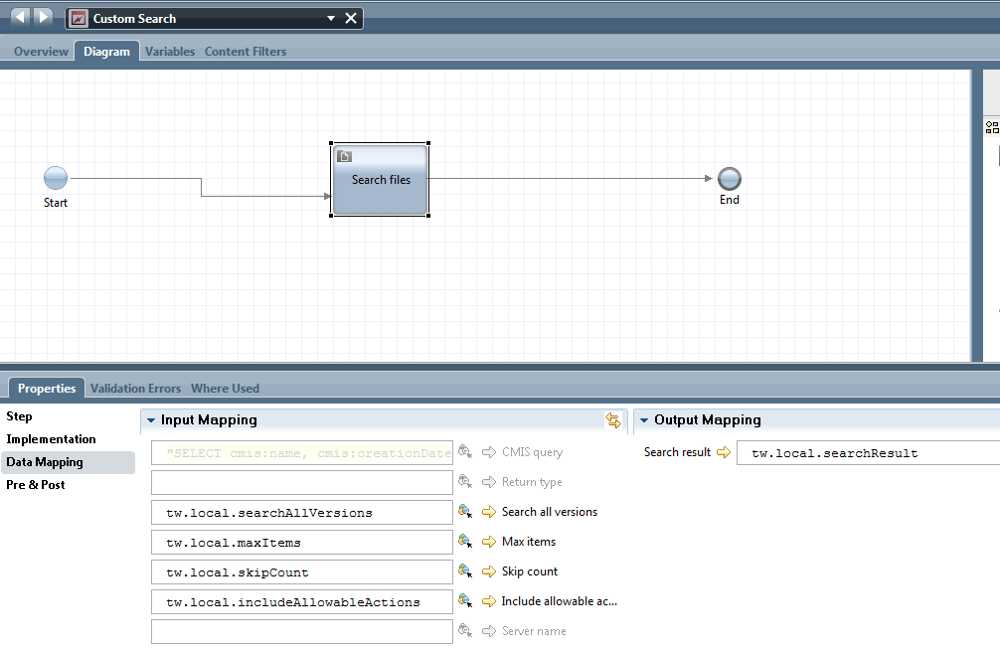 Custom Search
Overview Diagram Variables Content Filters
Start
Search files
End
Properties Validation Errors Where Used
Step
Implementation
Data Mapping
Pre & Post
Input Mapping
"SELECT cmis:name, cmis:creationDate CMIS query
Return type
tw.local.searchAllVersions Search all versions
tw.local.maxItems Max items
tw.local.skipCount Skip count
tw.local.includeAllowableActions Include allowable ac...
Server name
Output Mapping
Search result tw.local.searchResult